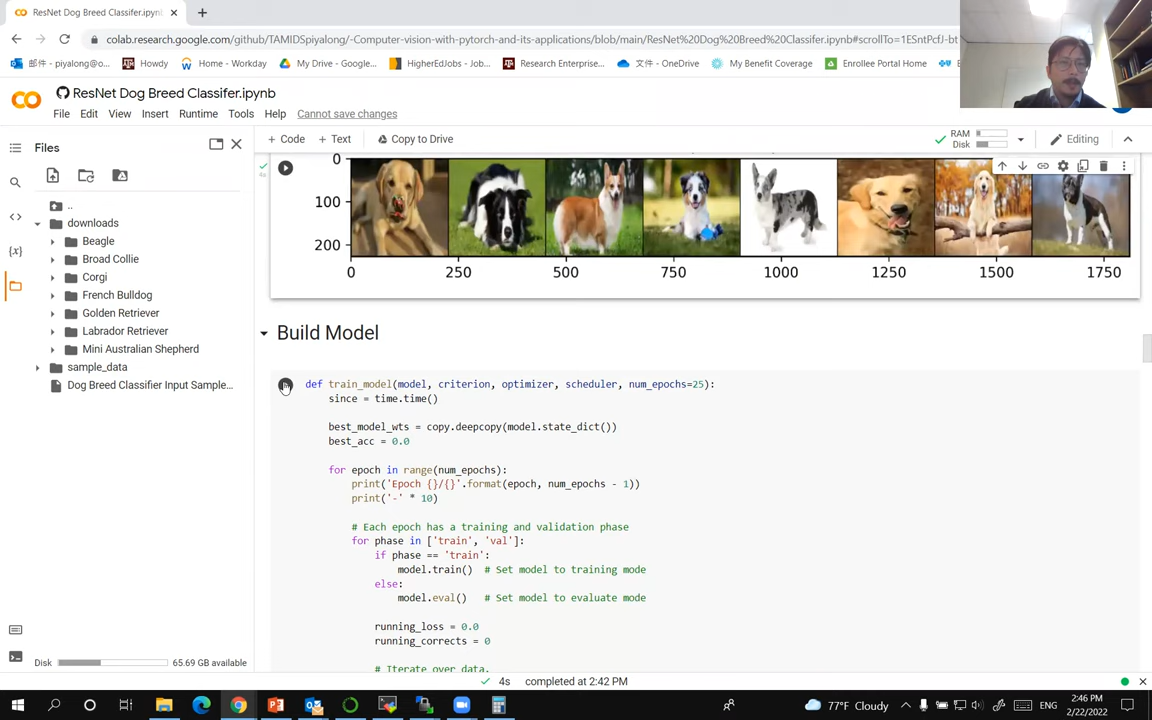 ResNet Dog Breed Classifer.ipynb
colab.research.google.com/github/TAMIDSpiyalong/-Computer-vision-with-pytorch-and-its-applications/blob/main/ResNet%20Dog%20Breed%20Classifer.ipynb#scrollTo=1ESntPcfJ-bt
邮件 - piyalong@o...
Howdy
Home - Workday
My Drive - Google...
HigherEdJobs - Job...
Research Enterprise...
文件 - OneDrive
My Benefit Coverage
Enrollee Portal Home
ResNet Dog Breed Classifer.ipynb
File Edit View Insert Runtime Tools Help Cannot save changes
Files
+ Code + Text Copy to Drive
RAM
Disk
Editing
..
downloads
Beagle
Broad Collie
Corgi
French Bulldog
Golden Retriever
Labrador Retriever
Mini Australian Shepherd
sample_data
Dog Breed Classifier Input Sample...
Disk 65.69 GB available
4s
0
100
200
0 250 500 750 1000 1250 1500 1750
Build Model
def train_model(model, criterion, optimizer, scheduler, num_epochs=25):
since = time.time()
best_model_wts = copy.deepcopy(model.state_dict())
best_acc = 0.0
for epoch in range(num_epochs):
print('Epoch {}/{}'.format(epoch, num_epochs - 1))
print('-' * 10)
# Each epoch has a training and validation phase
for phase in ['train', 'val']:
if phase == 'train':
model.train() # Set model to training mode
else:
model.eval() # Set model to evaluate mode
running_loss = 0.0
running_corrects = 0
# Iterate over data.
4s completed at 2:42 PM
77°F Cloudy
ENG
2:46 PM
2/22/2022